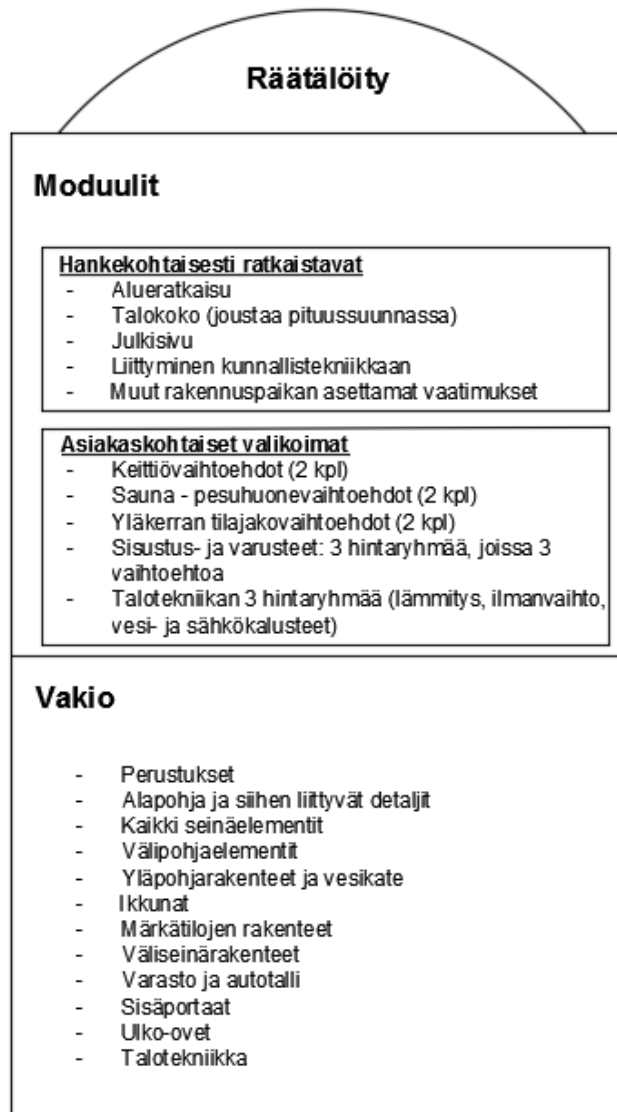 Räätälöity
Moduulit
Hankekohtaisesti ratkaistavat
- Alueratkaisu
- Talokoko (joustaa pituussuunnassa)
- Julkisivu
- Liittyminen kunnallistekniikkaan
- Muut rakennuspaikan asettamat vaatimukset
Asiakaskohtaiset valikoimat
- Keittiövaihtoehdot (2 kpl)
- Sauna - pesuhuonevaihtoehdot (2 kpl)
- Yläkerran tilajakovaihtoehdot (2 kpl)
- Sisustus- ja varusteet: 3 hintaryhmää, joissa 3
vaihtoehtoa
- Talotekniikan 3 hintaryhmää (lämmitys, ilmanvaihto,
vesi- ja sähkökalusteet)
Vakio
- Perustukset
- Alapohja ja siihen liittyvät detaljit
- Kaikki seinäelementit
- Välipohjaelementit
- Yläpohjarakenteet ja vesikate
- Ikkunat
- Märkätilojen rakenteet
- Väliseinärakenteet
- Varasto ja autotalli
- Sisäportaat
- Ulko-ovet
- Talotekniikka